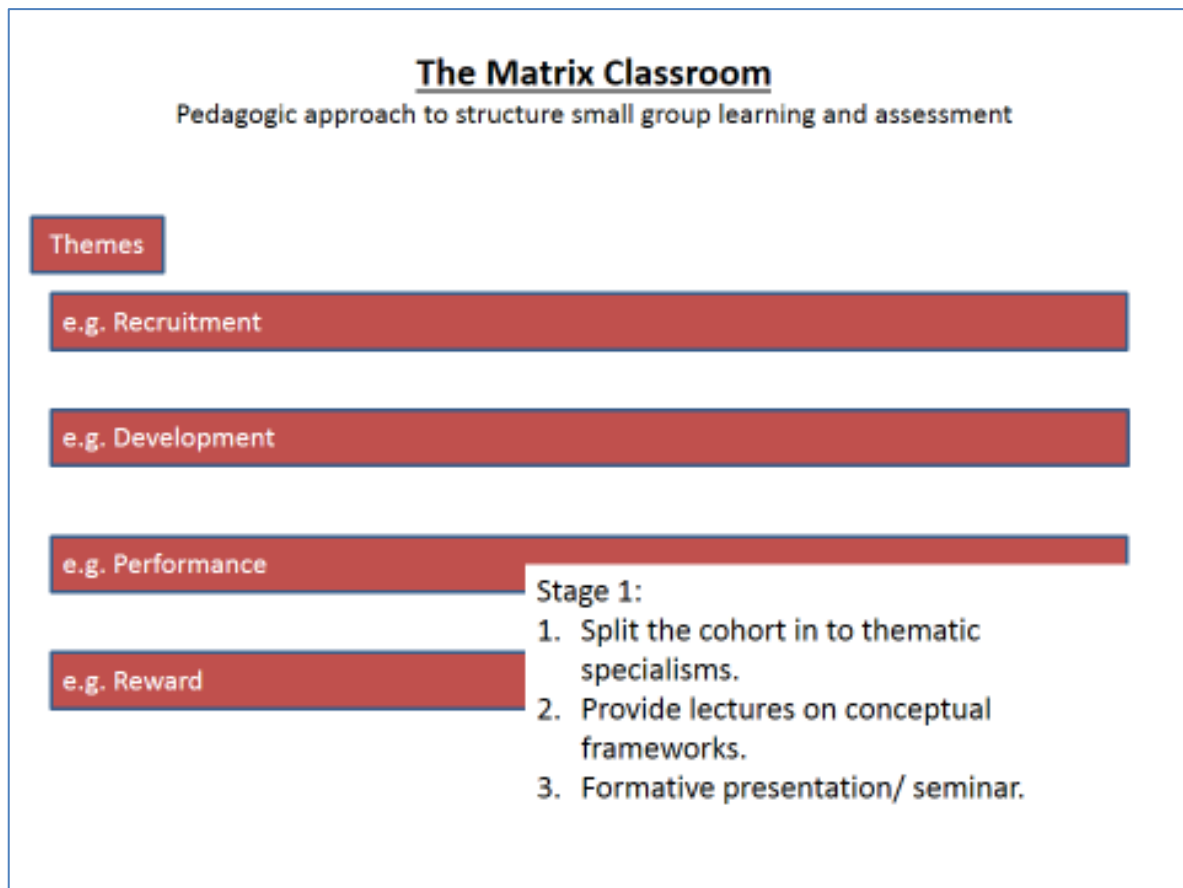 The Matrix Classroom
Pedagogic approach to structure small group learning and assessment
Themes
e.g. Recruitment
e.g. Development
e.g. Performance
e.g. Reward
Stage 1:
1. Split the cohort in to thematic
specialisms.
2. Provide lectures on conceptual
frameworks.
3. Formative presentation/ seminar.